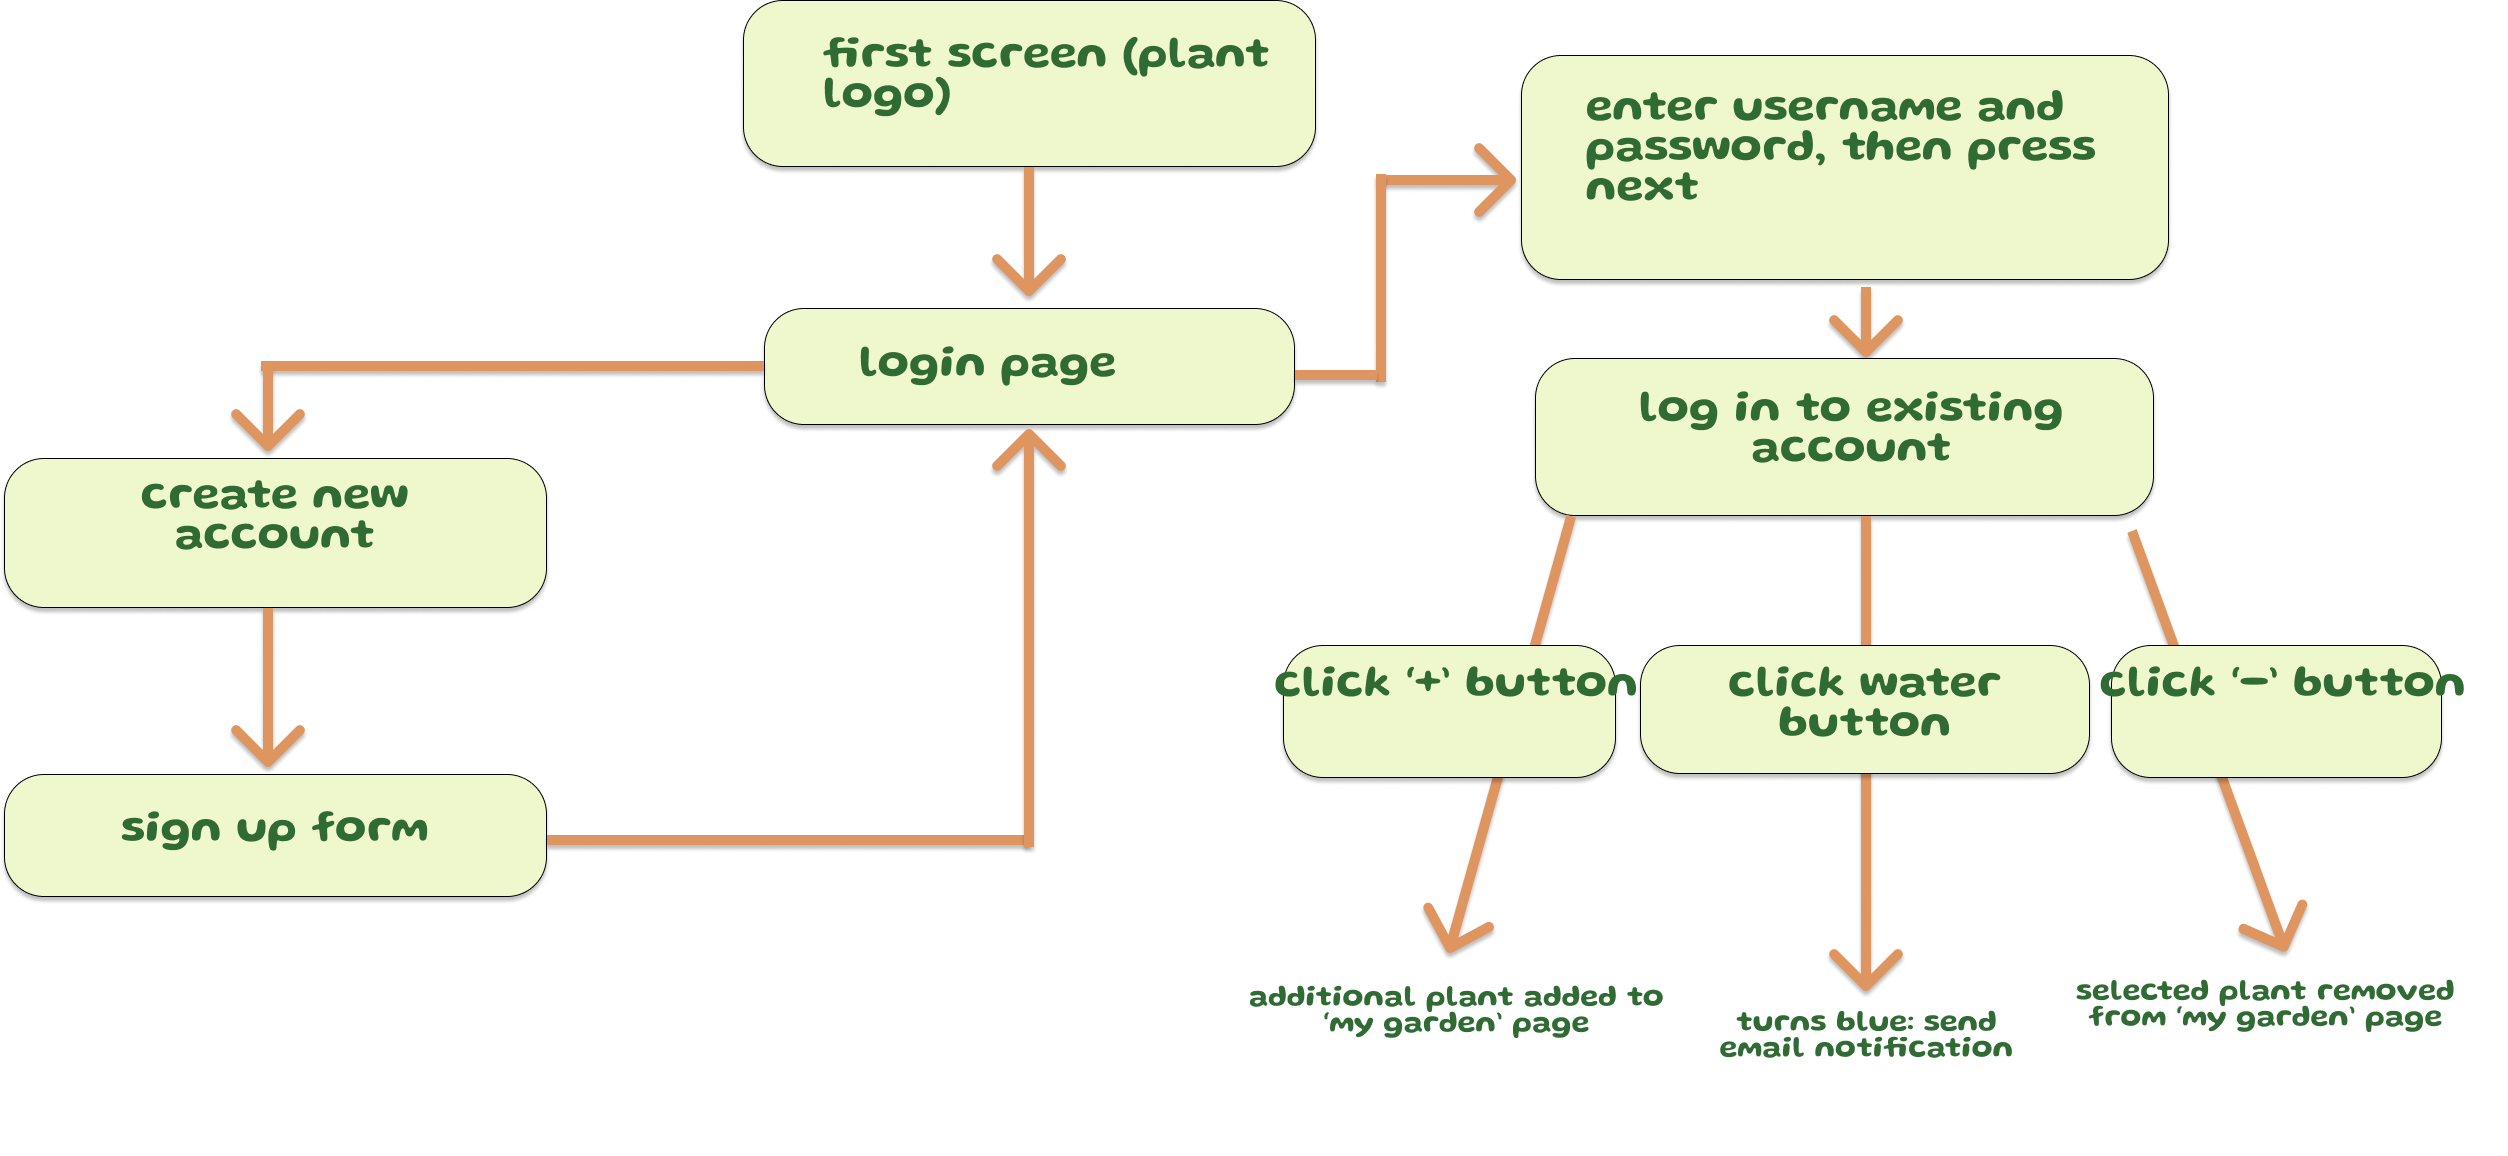 first screen (plant
logo)
enter username and
password, then press
next
login page
log in to existing
account
create new
account
click '+' button
click water
button
click '-' button
sign up form
additional plant added to
'my garden' page
turns blue: send
email notification
selected plant removed
from 'my garden' page